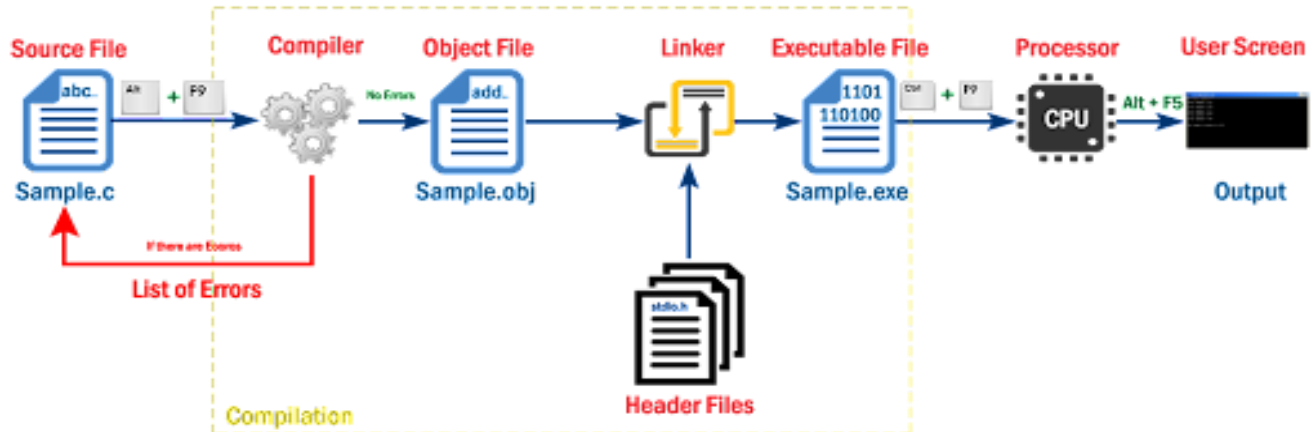 Source File
abc..
Sample.c
Alt + F9
Compiler
No Errors
Object File
add..
Sample.obj
Linker
Executable File
1101
110100
Sample.exe
Ctrl + F9
Processor
CPU
Alt + F5
User Screen
Output
If there are
List of Errors
stdio.h
Header Files
Compilation